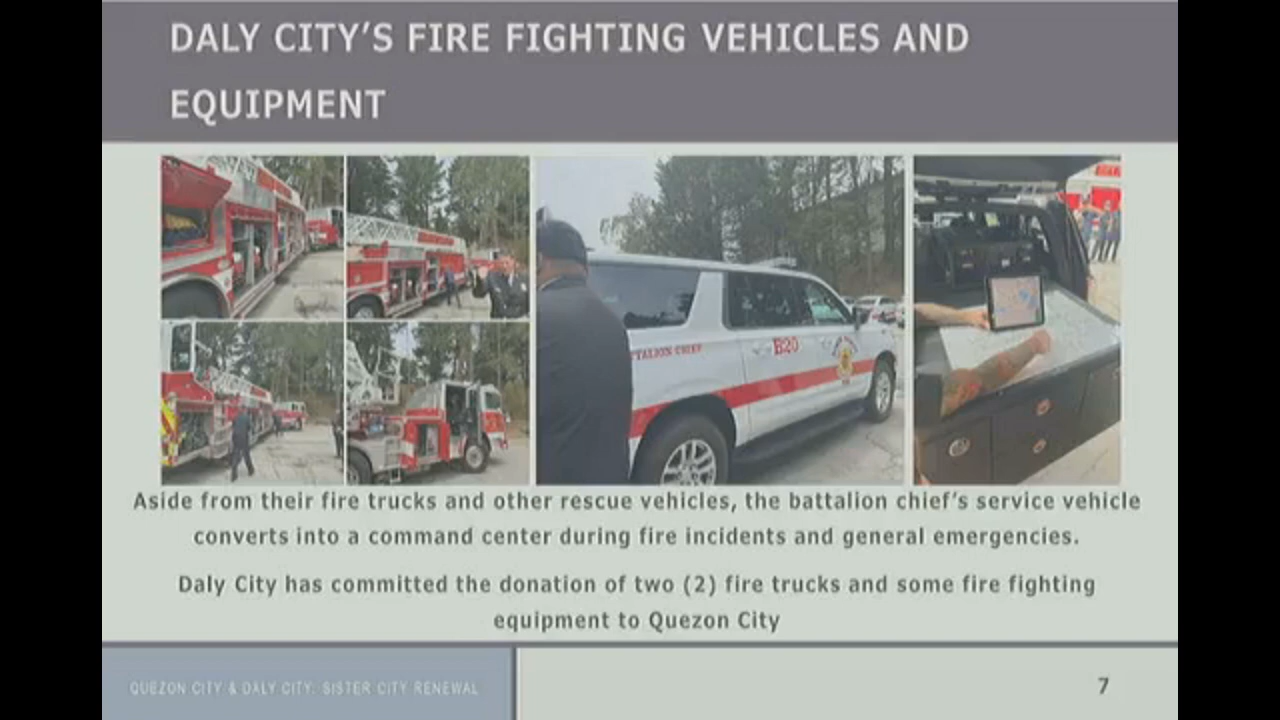 DALY CITY'S FIRE FIGHTING VEHICLES AND
EQUIPMENT
TTALION CHIEF
B20
Aside from their fire trucks and other rescue vehicles, the battalion chief's service vehicle
converts into a command center during fire incidents and general emergencies.
Daly City has committed the donation of two (2) fire trucks and some fire fighting
equipment to Quezon City
QUEZON CITY & DALY CITY: SISTER CITY RENEWAL
7